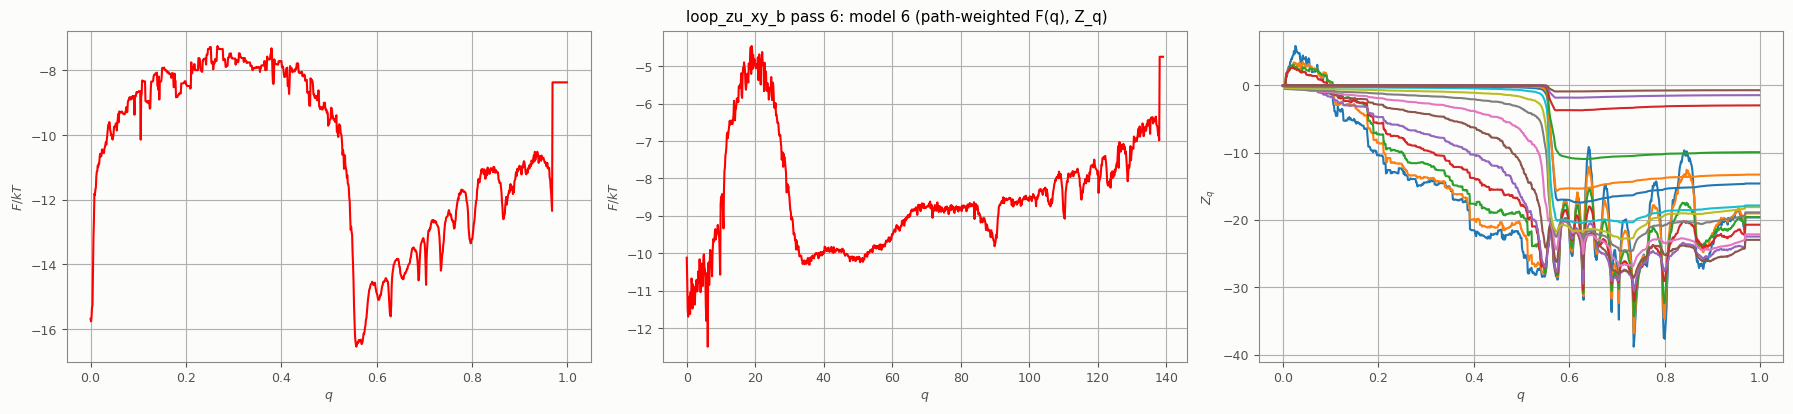 loop_zu_xy_b pass 6: model 6 (path-weighted F(q), Z_q)
F/kT
−8
−10
−12
−14
−16
0.0 0.2 0.4 0.6 0.8 1.0
q
F/kT
−5
−6
−7
−8
−9
−10
−11
−12
0 20 40 60 80 100 120 140
q
Zq
0
−10
−20
−30
−40
0.0 0.2 0.4 0.6 0.8 1.0
q